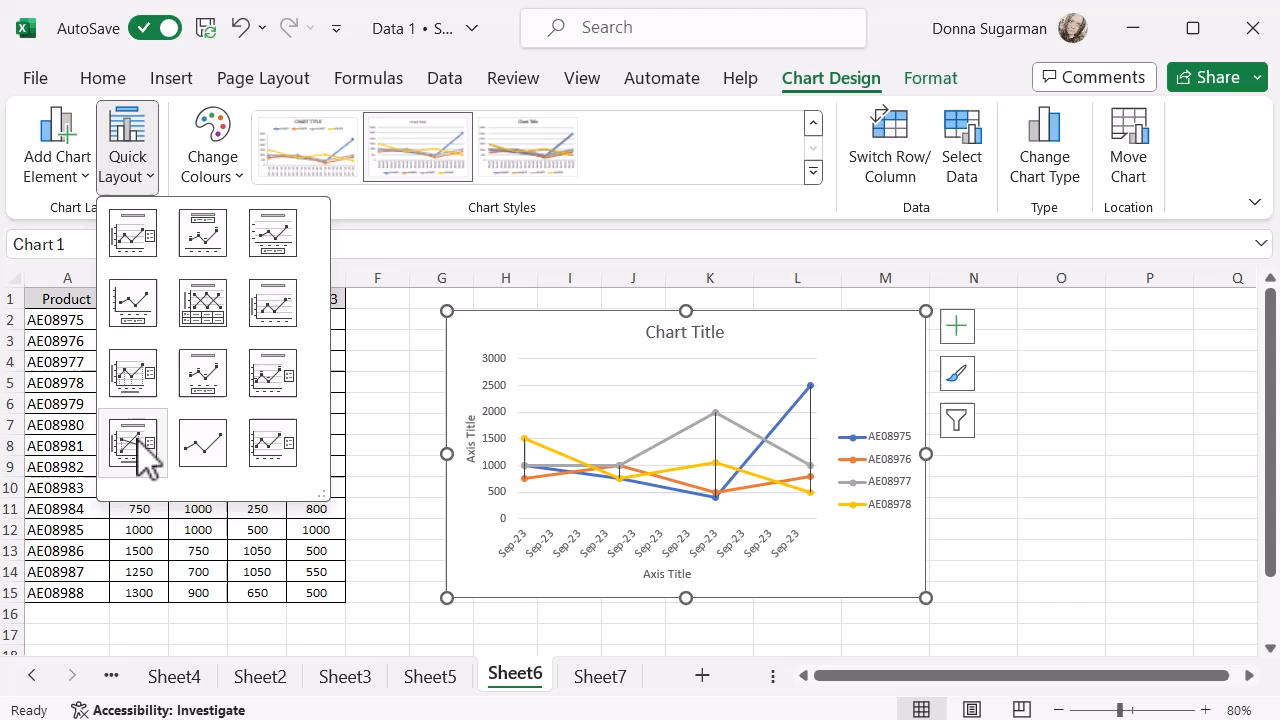 AutoSave
Data 1 • S...
Search
Donna Sugarman
File Home Insert Page Layout Formulas Data Review View Automate Help Chart Design Format
Comments
Share
Add Chart Element
Quick Layout
Change Colours
Switch Row/ Column
Select Data
Change Chart Type
Move Chart
Chart La
Chart Styles
Data
Type
Location
Chart 1
A F G H I J K L M N O P Q
1 Product 3
2 AE08975
3 AE08976
4 AE08977
5 AE08978
6 AE08979
7 AE08980
8 AE08981
9 AE08982
10 AE08983
11 AE08984 750 1000 250 800
12 AE08985 1000 1000 500 1000
13 AE08986 1500 750 1050 500
14 AE08987 1250 700 1050 550
15 AE08988 1300 900 650 500
16
17
Chart Title
3000
2500
2000
1500
1000
500
0
Axis Title
Sep-23 Sep-23 Sep-23 Sep-23 Sep-23 Sep-23 Sep-23 Sep-23 Sep-23 Sep-23 Sep-23
Axis Title
AE08975
AE08976
AE08977
AE08978
Sheet4 Sheet2 Sheet3 Sheet5 Sheet6 Sheet7
Ready
Accessibility: Investigate
80%